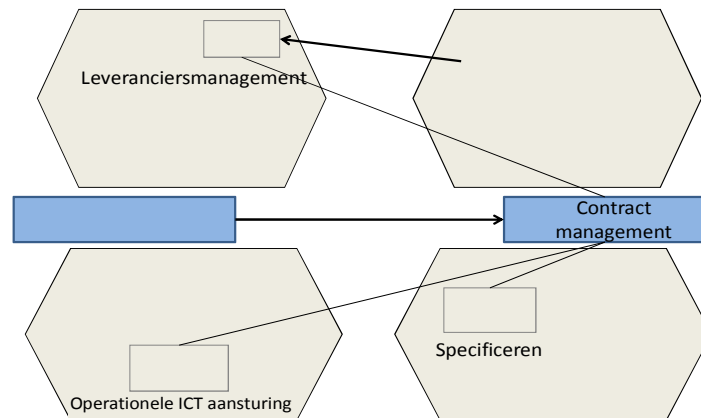 Leveranciersmanagement
Contract
management
Specificeren
Operationele ICT aansturing